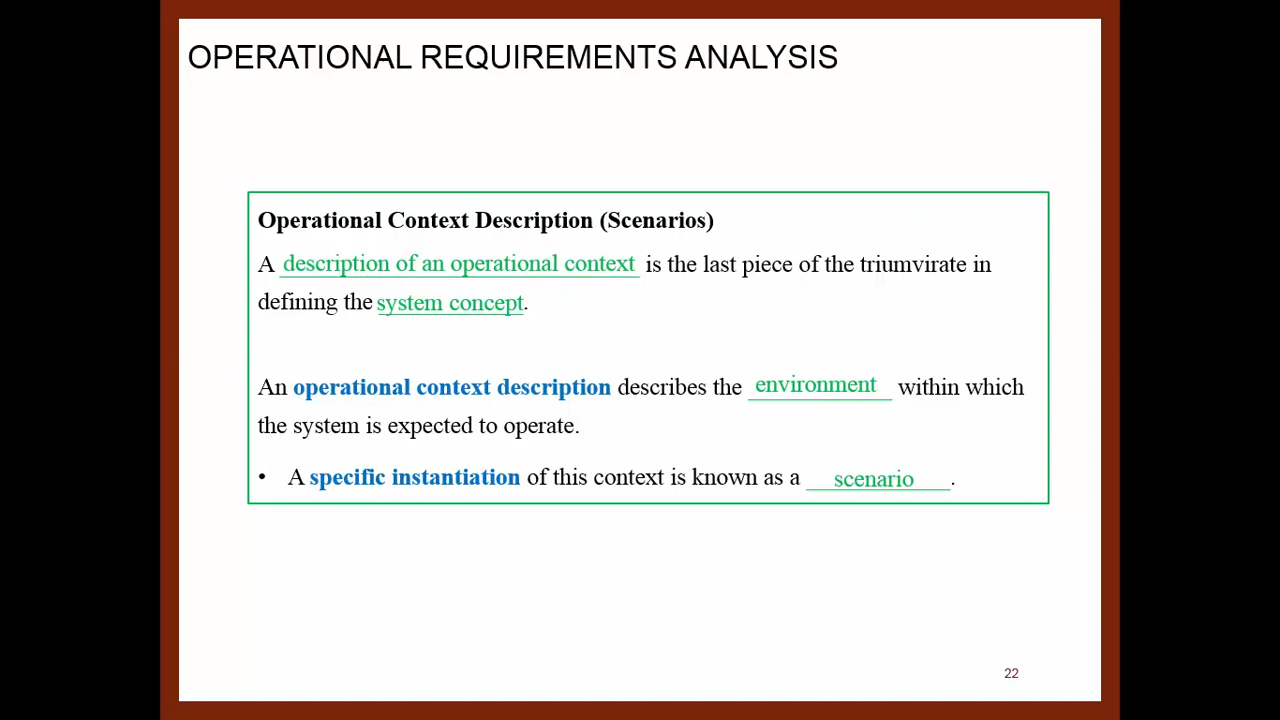 OPERATIONAL REQUIREMENTS ANALYSIS
Operational Context Description (Scenarios)
A description of an operational context is the last piece of the triumvirate in
defining the system concept.
An operational context description describes the environment within which
the system is expected to operate.
• A specific instantiation of this context is known as a scenario.
22